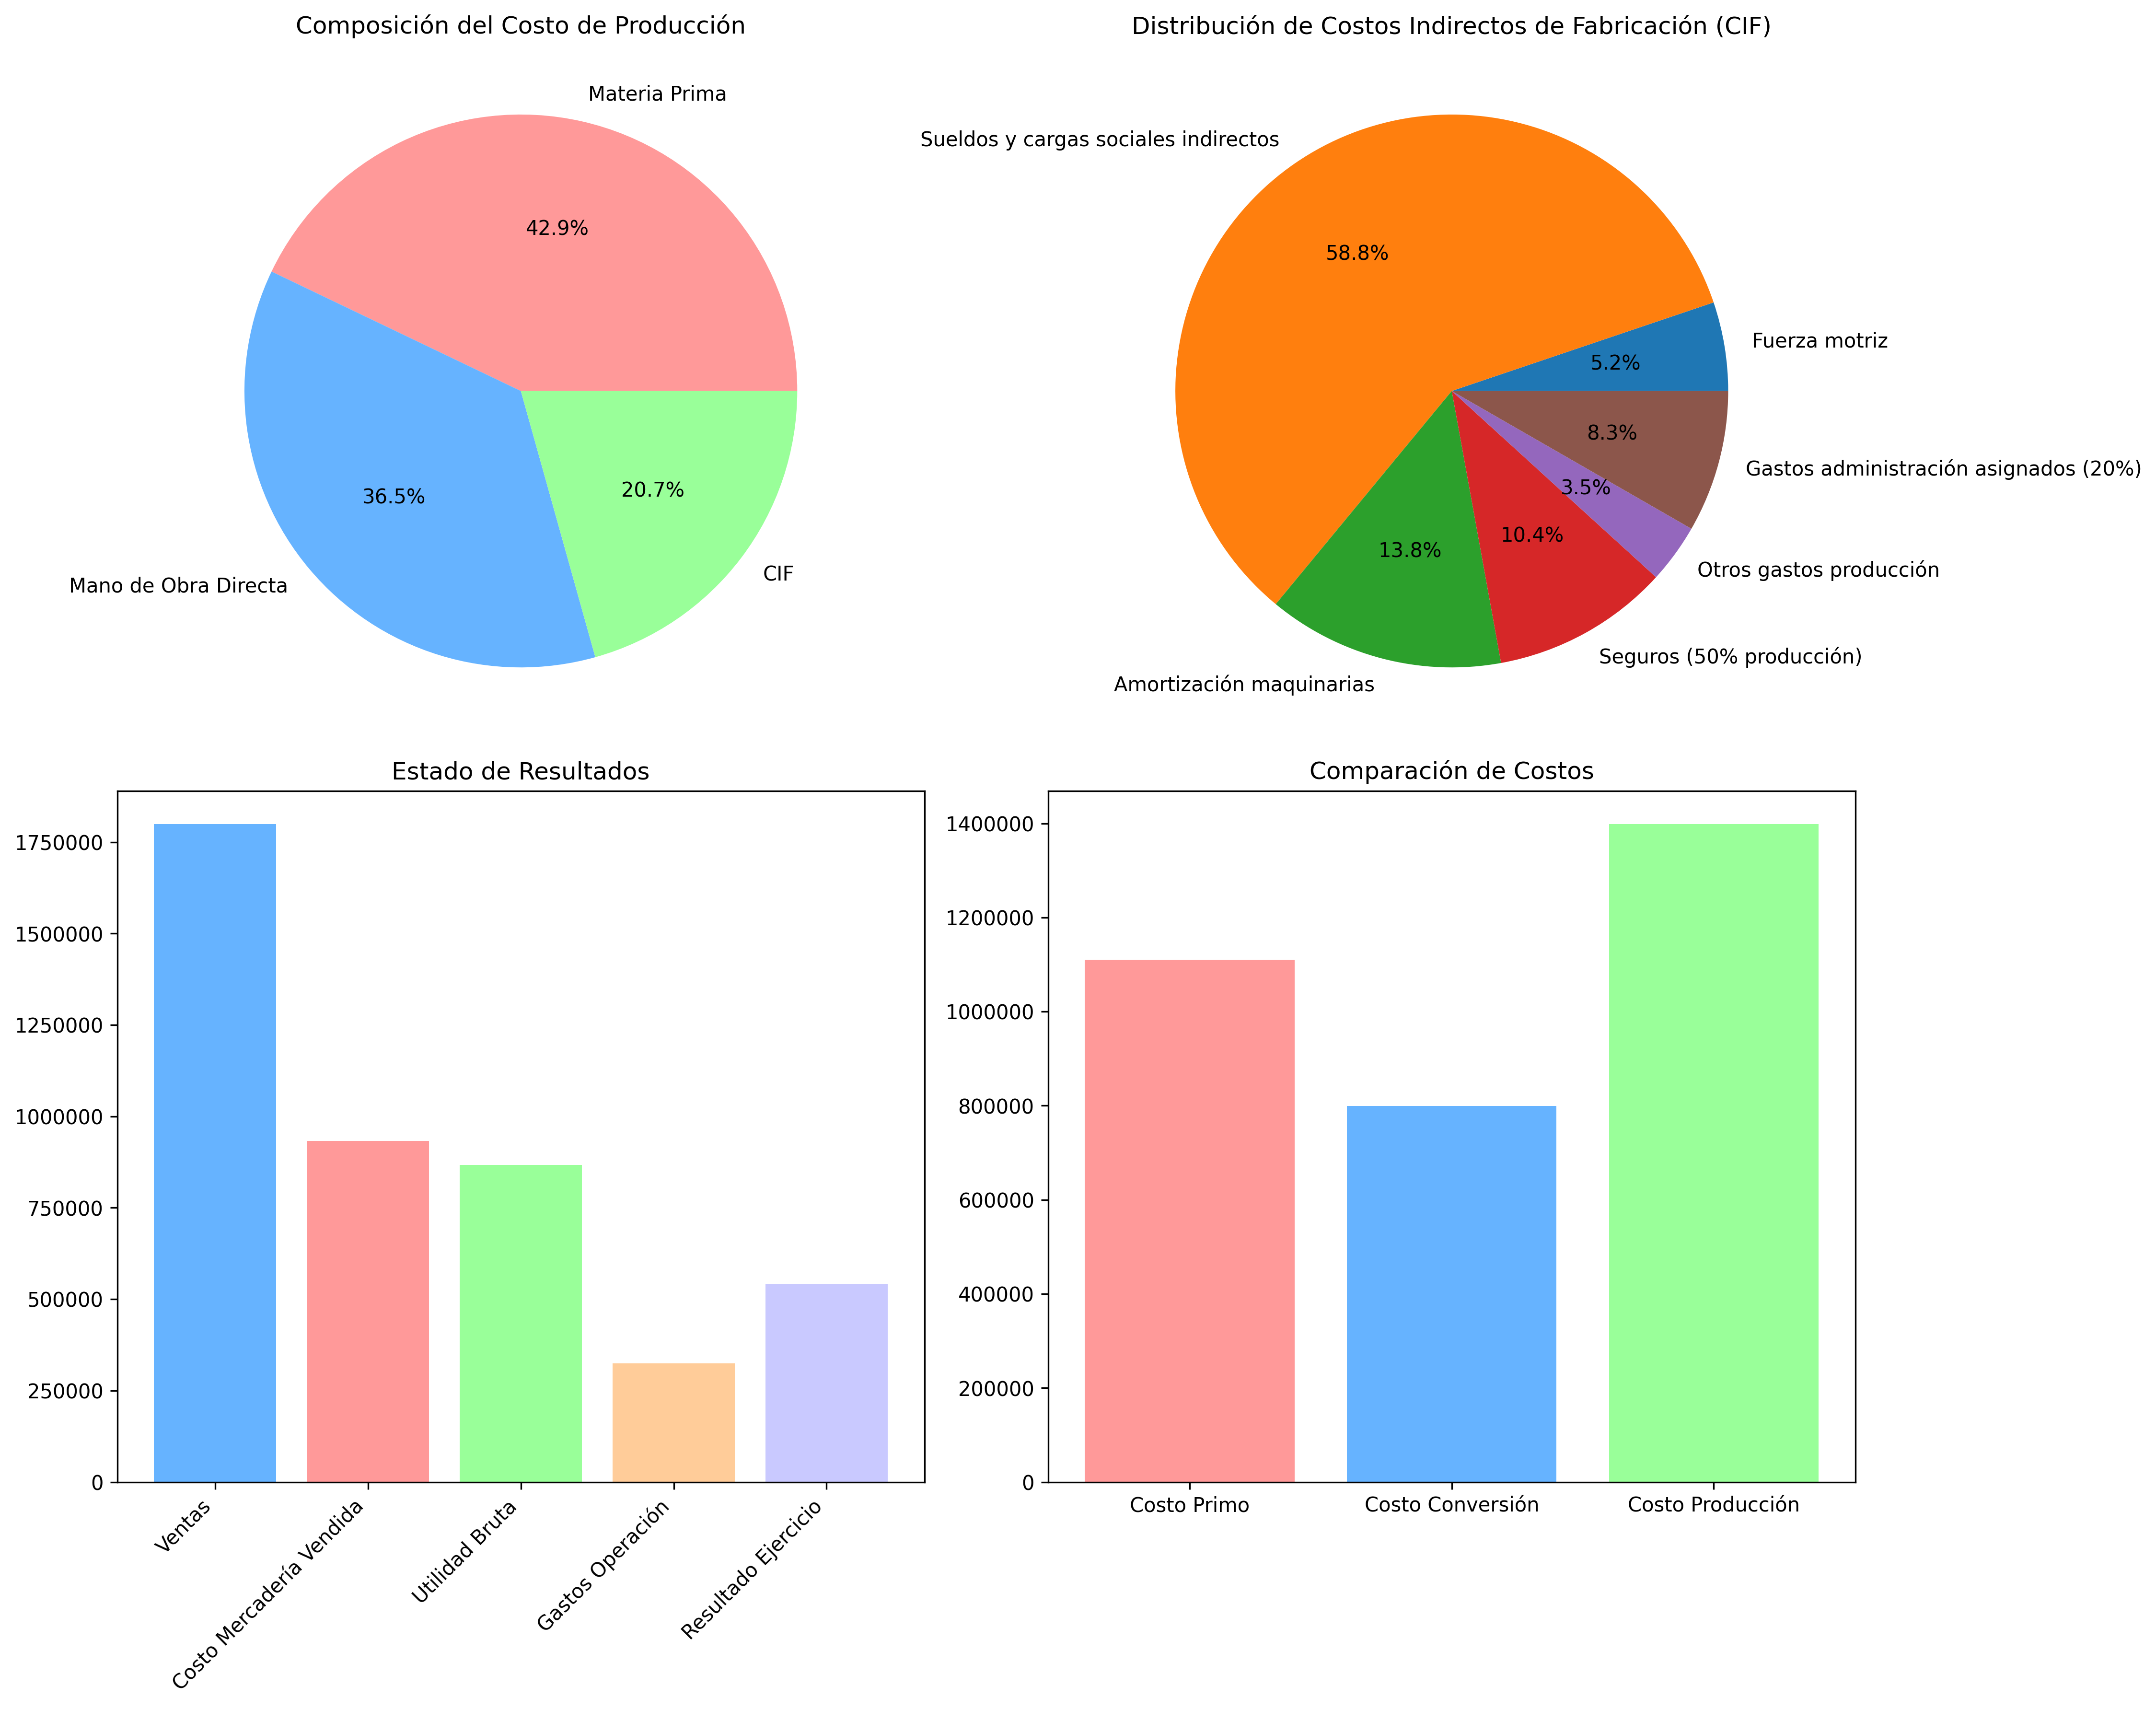 Composición del Costo de Producción
Materia Prima
42.9%
36.5%
20.7%
Mano de Obra Directa
CIF
Distribución de Costos Indirectos de Fabricación (CIF)
Sueldos y cargas sociales indirectos
58.8%
Fuerza motriz
5.2%
8.3%
Gastos administración asignados (20%)
3.5%
10.4%
13.8%
Otros gastos producción
Seguros (50% producción)
Amortización maquinarias
Estado de Resultados
1750000
1500000
1250000
1000000
750000
500000
250000
0
Ventas
Costo Mercadería Vendida
Utilidad Bruta
Gastos Operación
Resultado Ejercicio
Comparación de Costos
1400000
1200000
1000000
800000
600000
400000
200000
0
Costo Primo
Costo Conversión
Costo Producción